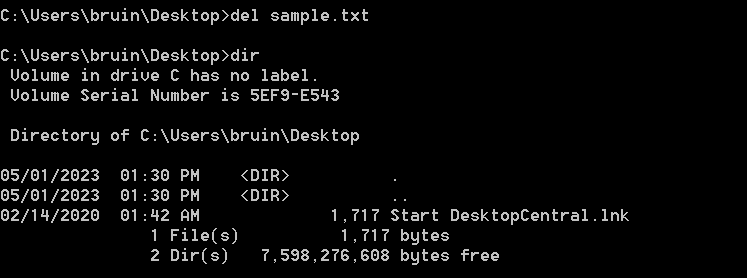 C:\Users\bruin\Desktop>del sample.txt
C:\Users\bruin\Desktop>dir
 Volume in drive C has no label.
 Volume Serial Number is 5EF9-E543
 Directory of C:\Users\bruin\Desktop
05/01/2023  01:30 PM    <DIR>          .
05/01/2023  01:30 PM    <DIR>          ..
02/14/2020  01:42 AM             1,717 Start DesktopCentral.lnk
               1 File(s)          1,717 bytes
               2 Dir(s)   7,598,276,608 bytes free